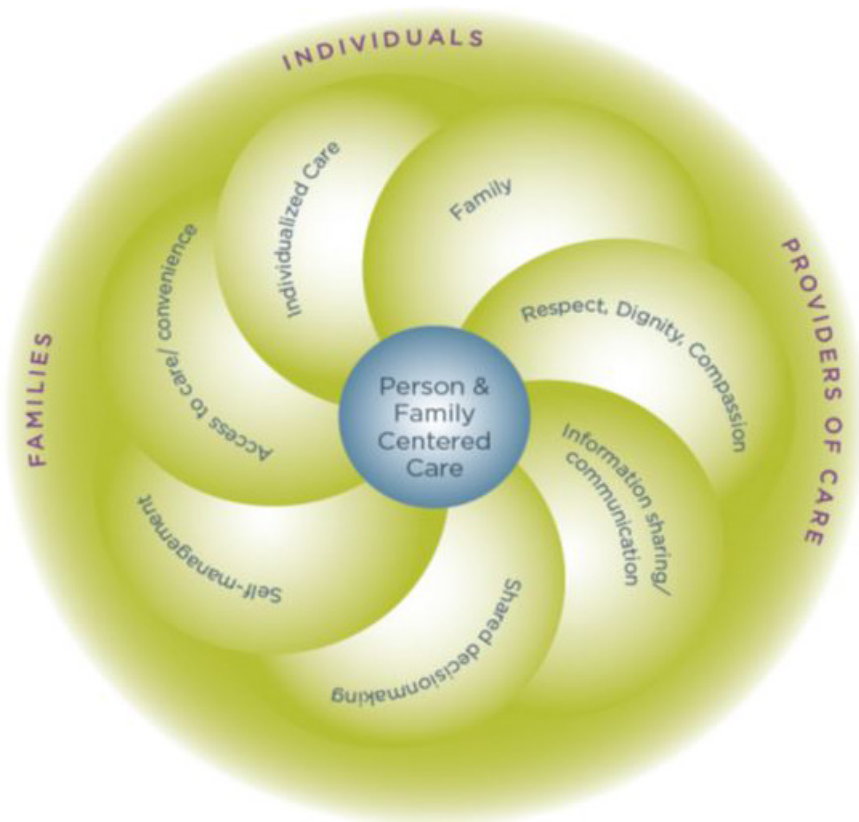 INDIVIDUALS
FAMILIES
PROVIDERS OF CARE
Individualized Care
Family
Respect, Dignity, Compassion
Information sharing/
communication
Shared decisionmaking
Self-management
Access to care/ convenience
Person &
Family
Centered
Care